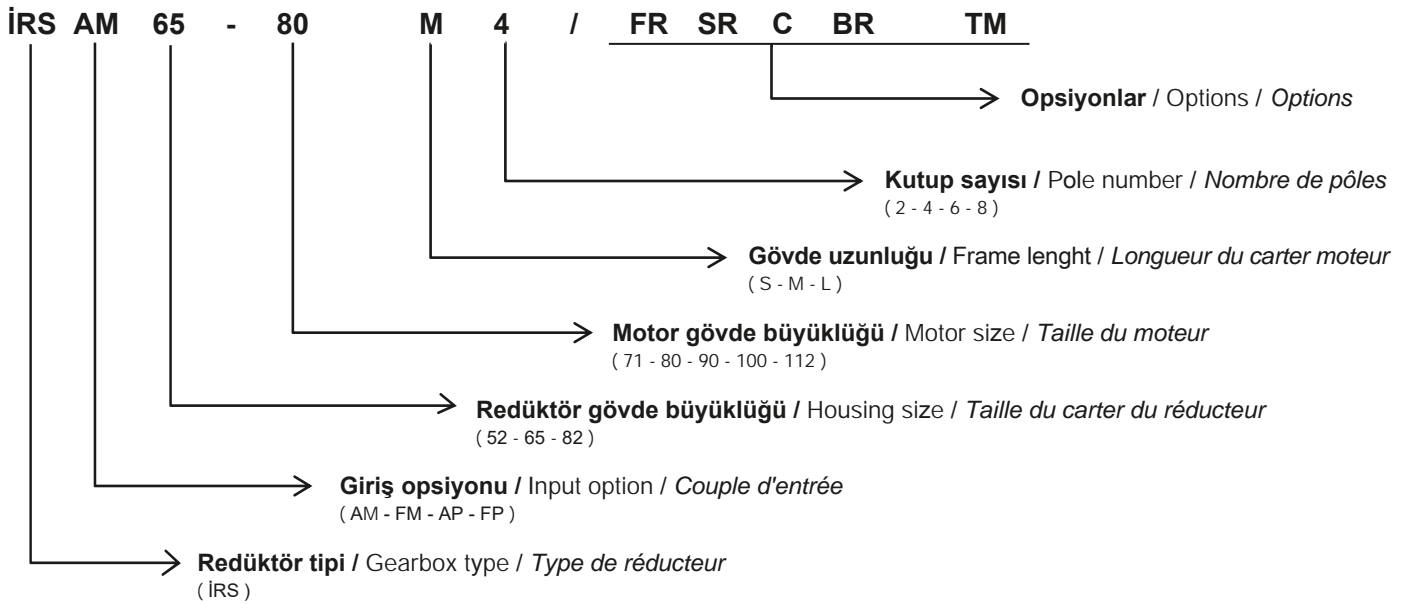 İRS AM 65 - 80 M 4 / FR SR C BR TM
Opsiyonlar / Options / Options
Kutup sayısı / Pole number / Nombre de pôles
( 2 - 4 - 6 - 8 )
Gövde uzunluğu / Frame lenght / Longueur du carter moteur
( S - M - L )
Motor gövde büyüklüğü / Motor size / Taille du moteur
( 71 - 80 - 90 - 100 - 112 )
Redüktör gövde büyüklüğü / Housing size / Taille du carter du réducteur
( 52 - 65 - 82 )
Giriş opsiyonu / Input option / Couple d'entrée
( AM - FM - AP - FP )
Redüktör tipi / Gearbox type / Type de réducteur
( İRS )